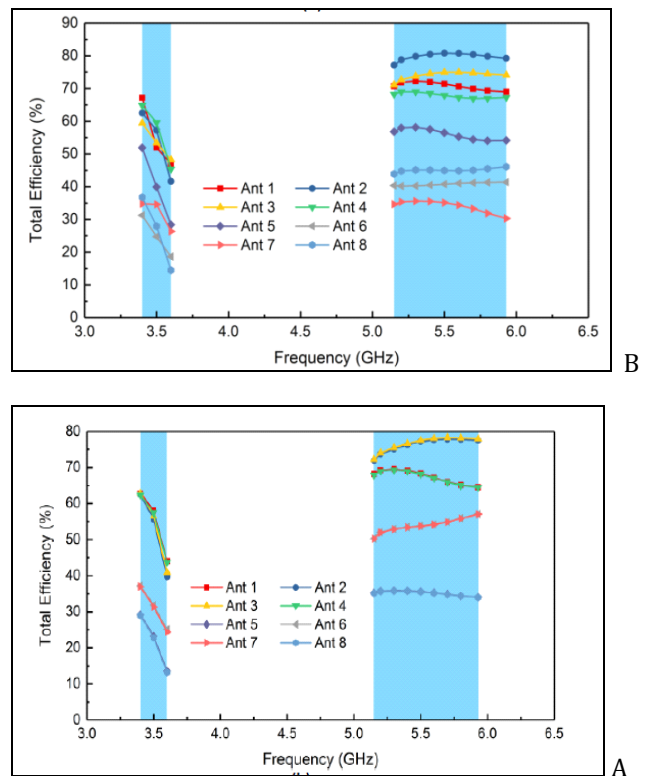 90
80
70
60
50
40
30
20
10
0
Total Efficiency (%)
Ant 1 Ant 2
Ant 3 Ant 4
Ant 5 Ant 6
Ant 7 Ant 8
3.0 3.5 4.0 4.5 5.0 5.5 6.0 6.5
Frequency (GHz)
B
80
70
60
50
40
30
20
10
0
Total Efficiency (%)
Ant 1 Ant 2
Ant 3 Ant 4
Ant 5 Ant 6
Ant 7 Ant 8
3.0 3.5 4.0 4.5 5.0 5.5 6.0 6.5
Frequency (GHz)
A